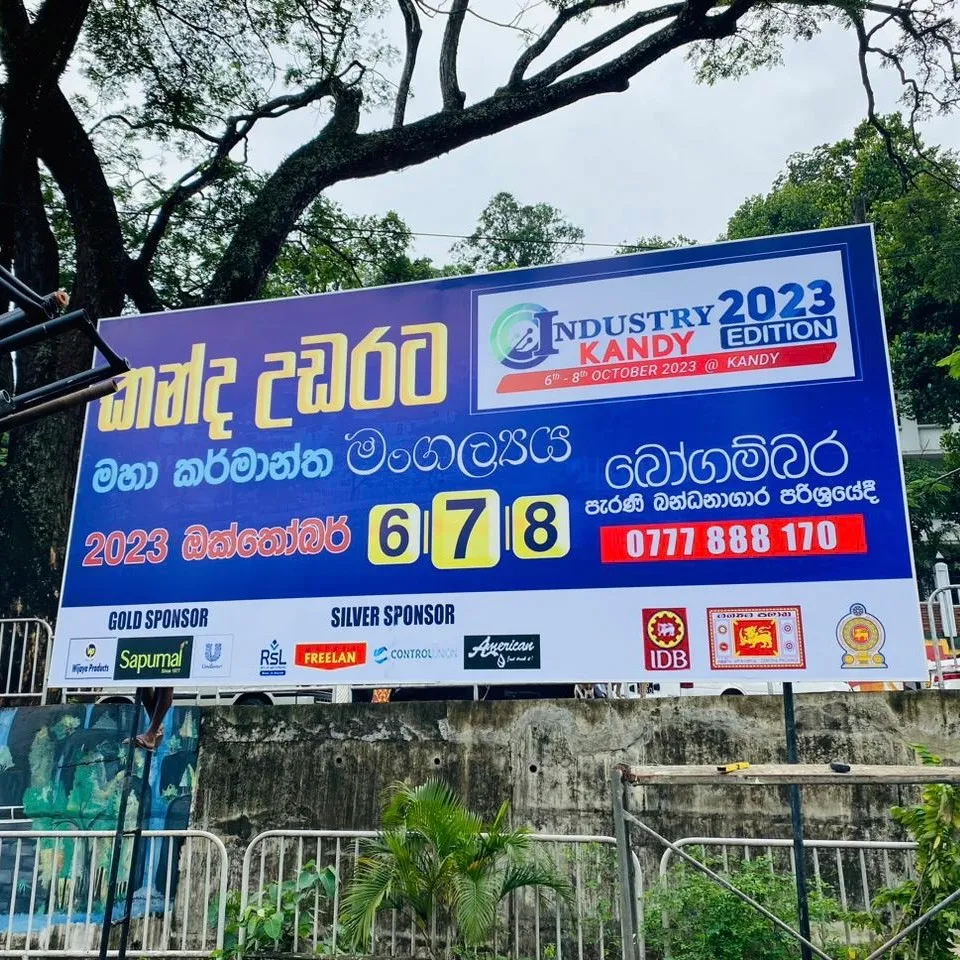 කන්ද උඩරට
මහා කර්මාන්ත මංගල්‍යය
2023 ඔක්තෝබර් 6 7 8
INDUSTRY 2023
KANDY EDITION
6th - 8th OCTOBER 2023 @ KANDY
බෝගම්බර
පැරණි බන්ධනාගාර පරිශ්‍රයේදී
0777 888 170
GOLD SPONSOR
Wijaya Products
Sapumal
Unilever
SILVER SPONSOR
RSL
FREELAN
CONTROLUNION
American
IDB